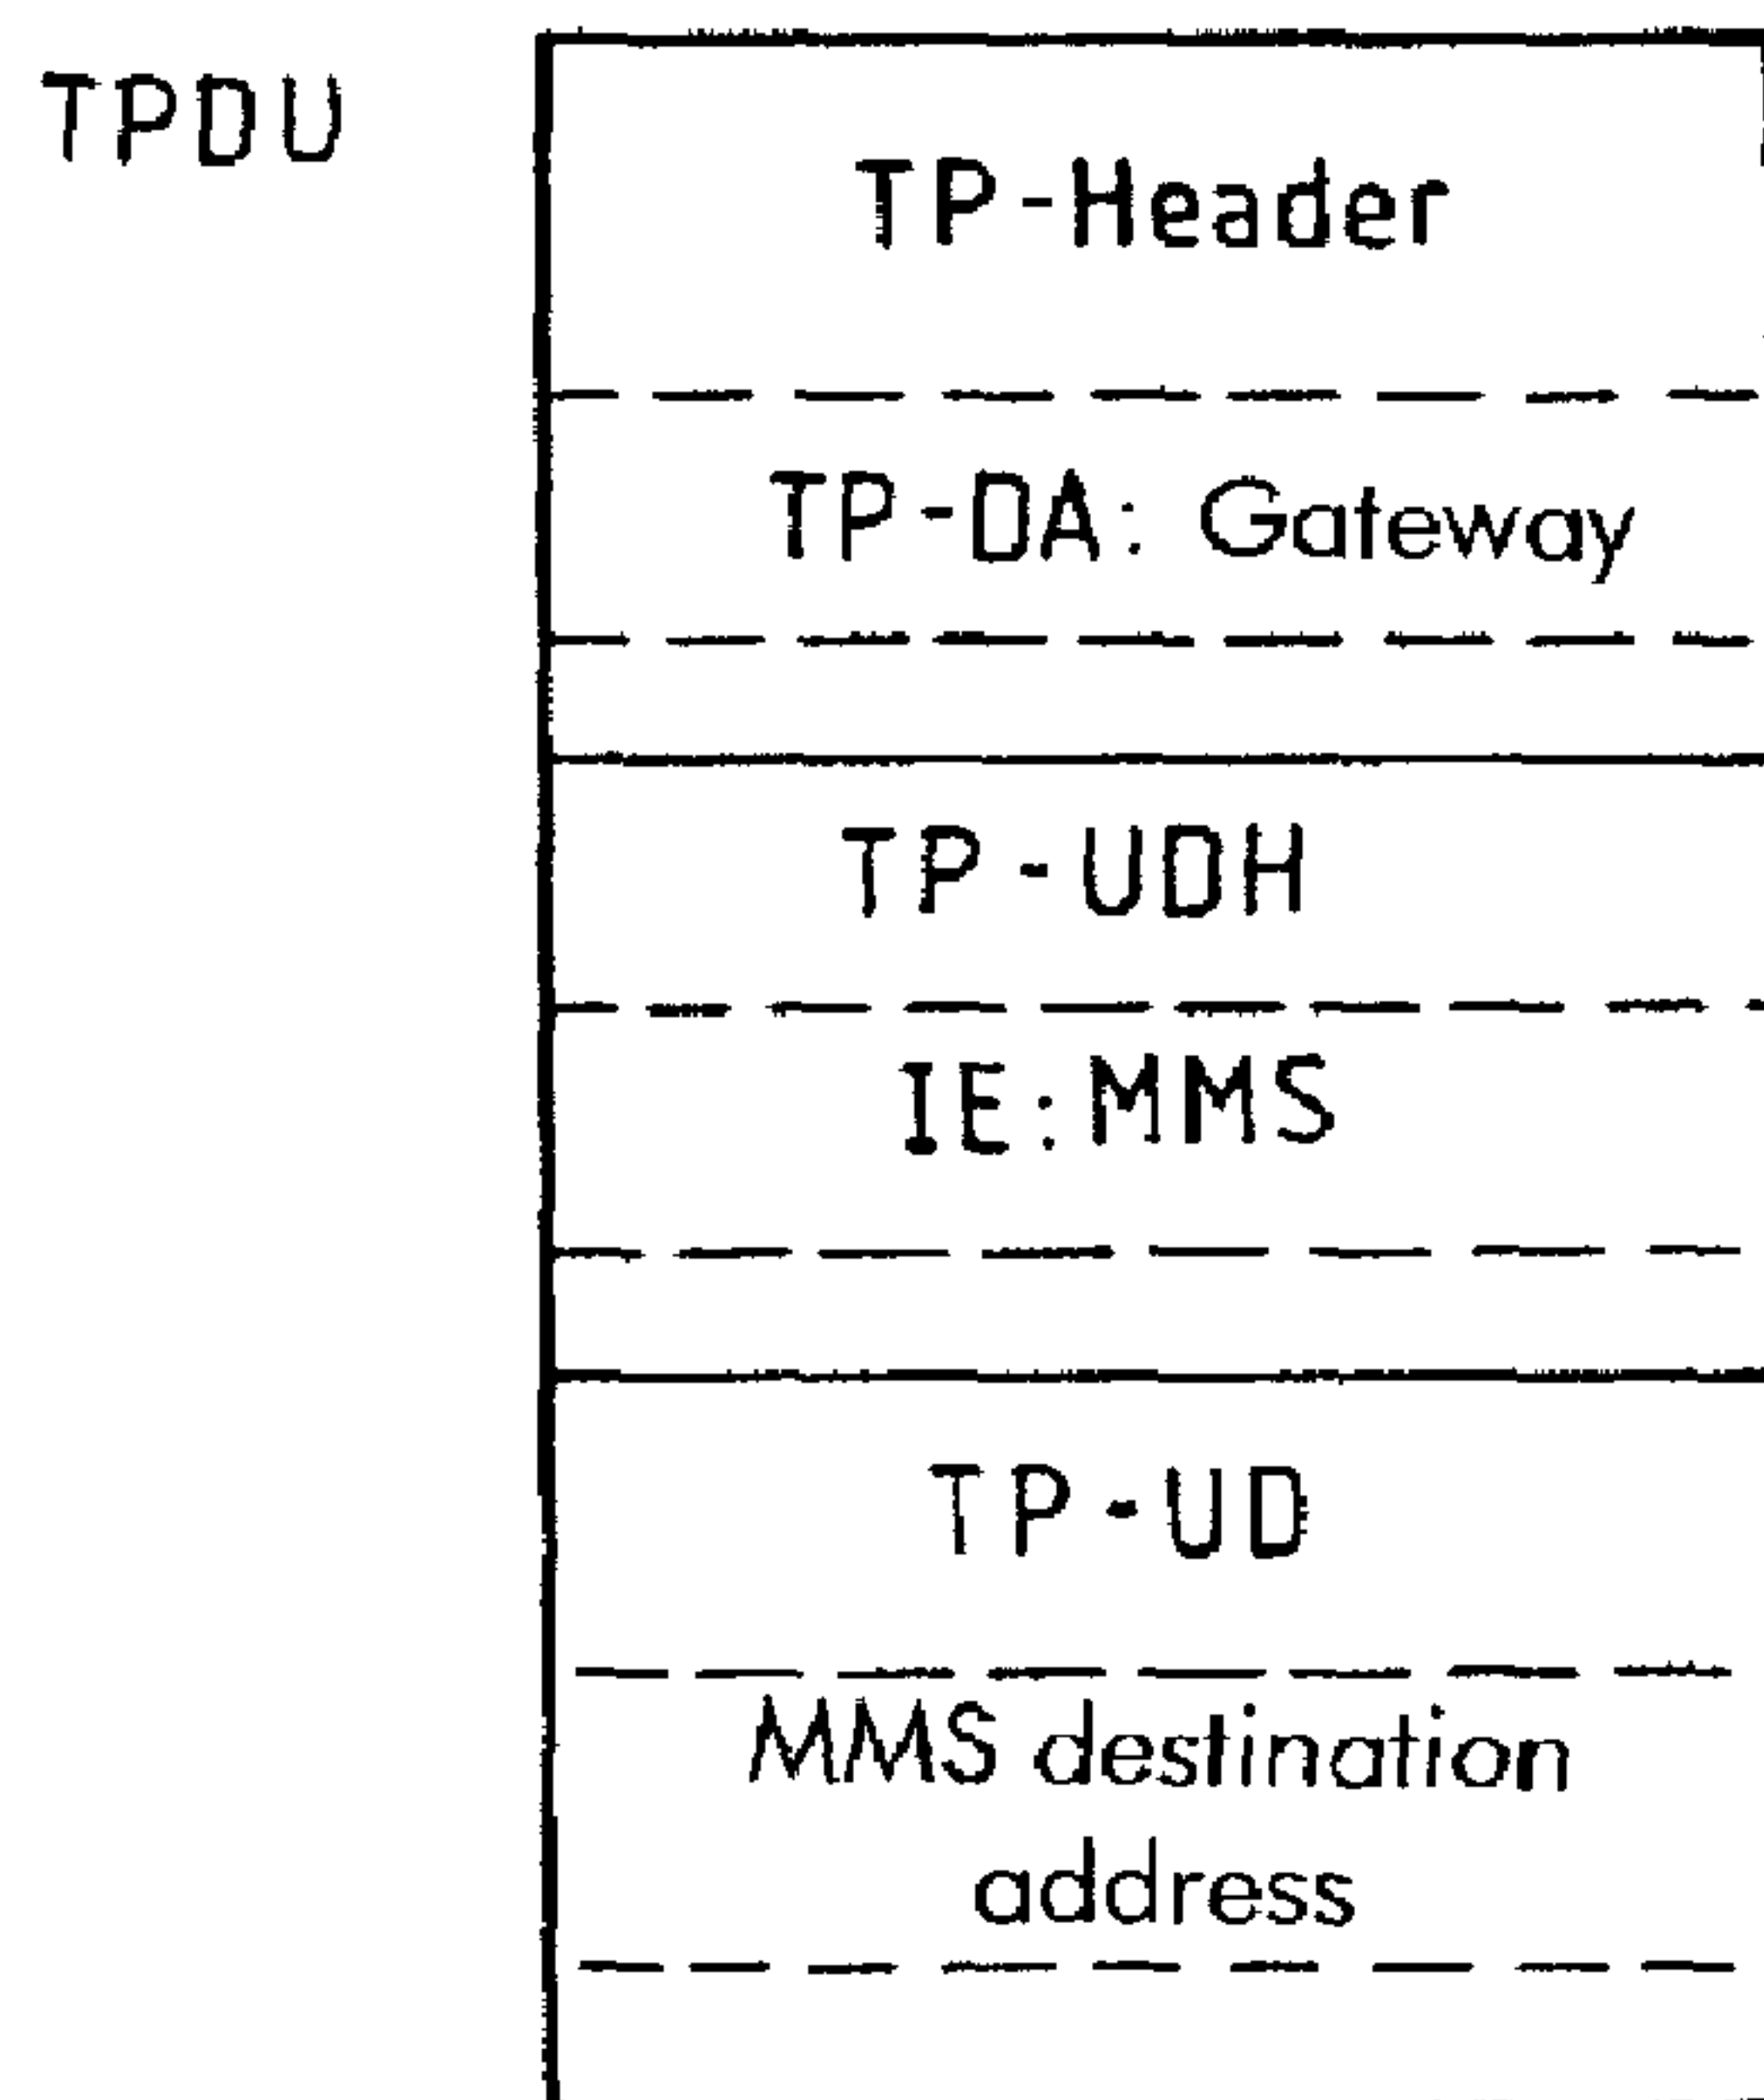 TPDU
TP-Header
TP-DA: Gateway
TP-UDH
IE:MMS
TP-UD
MMS destination
address